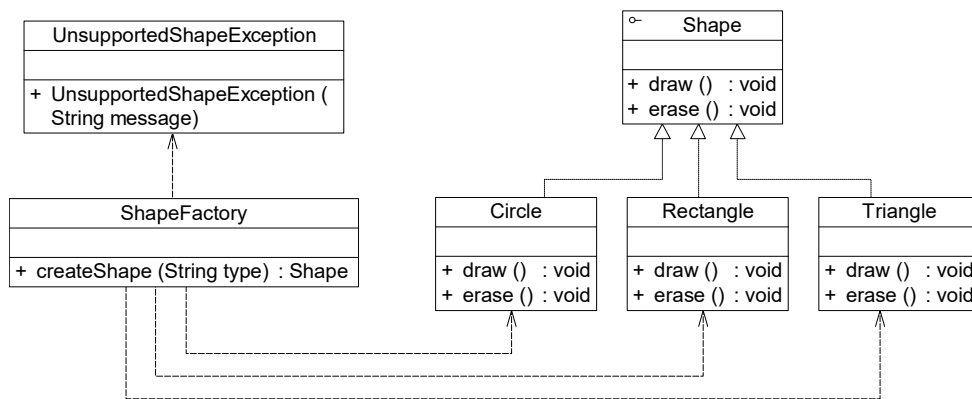 UnsupportedShapeException
+ UnsupportedShapeException (
String message)
Shape
+ draw () : void
+ erase () : void
ShapeFactory
+ createShape (String type) : Shape
Circle
+ draw () : void
+ erase () : void
Rectangle
+ draw () : void
+ erase () : void
Triangle
+ draw () : void
+ erase () : void